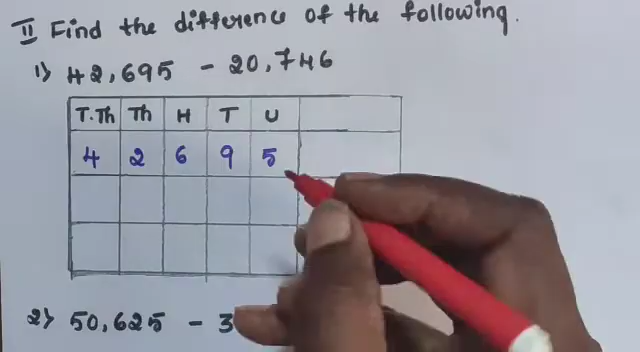 II Find the difference of the following.
1) 42,695 - 20,746
T.Th Th H T U
4 2 6 9 5
2) 50,625 - 3